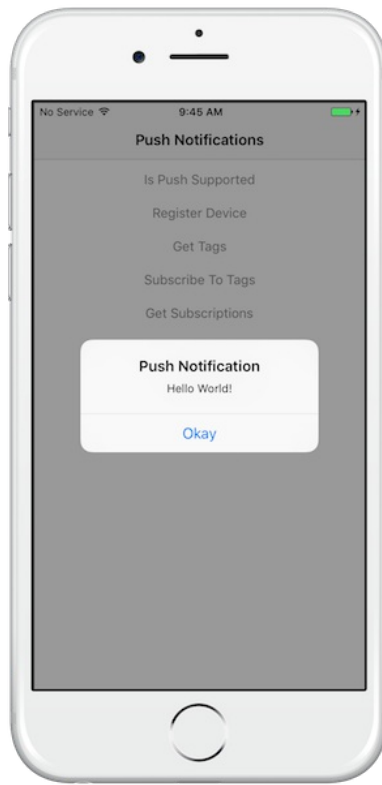 No Service 9:45 AM
Push Notifications
Is Push Supported
Register Device
Get Tags
Subscribe To Tags
Get Subscriptions
Push Notification
Hello World!
Okay